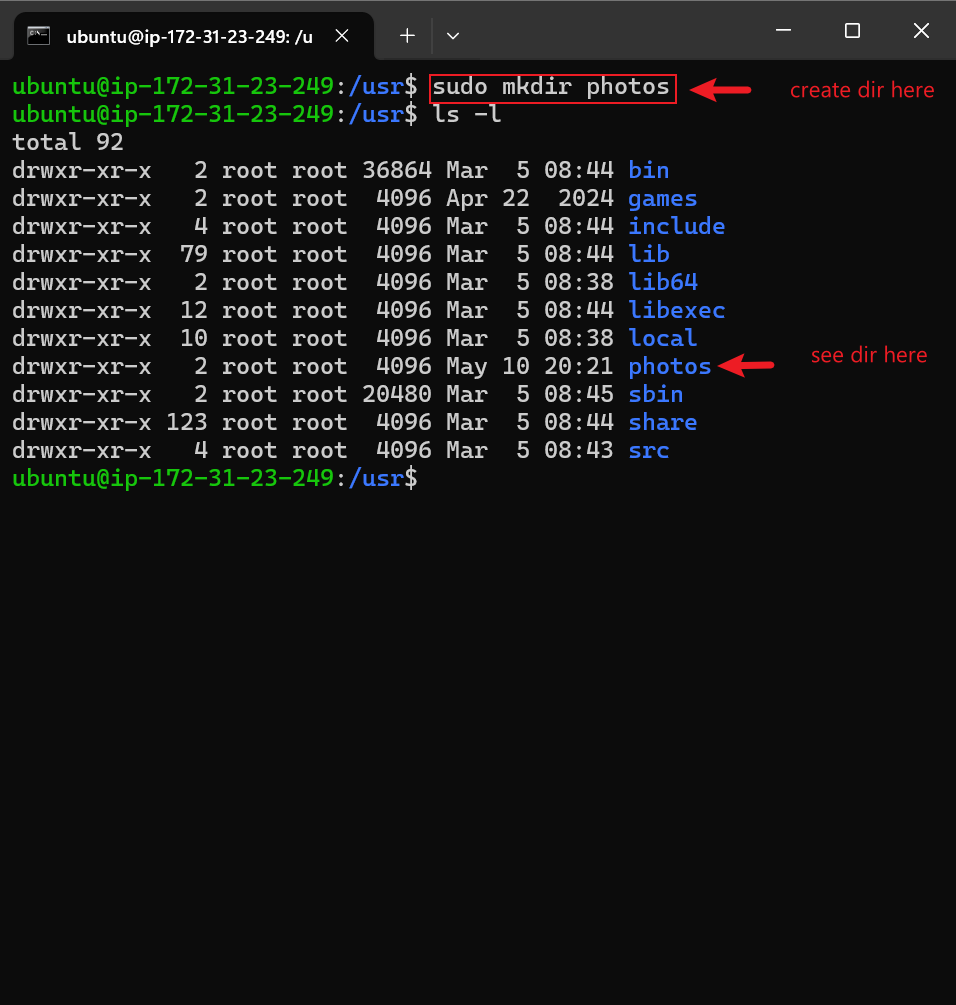 ubuntu@ip-172-31-23-249: /u
ubuntu@ip-172-31-23-249:/usr$ sudo mkdir photos create dir here
ubuntu@ip-172-31-23-249:/usr$ ls -l
total 92
drwxr-xr-x   2 root root 36864 Mar  5 08:44 bin
drwxr-xr-x   2 root root  4096 Apr 22  2024 games
drwxr-xr-x   4 root root  4096 Mar  5 08:44 include
drwxr-xr-x  79 root root  4096 Mar  5 08:44 lib
drwxr-xr-x   2 root root  4096 Mar  5 08:38 lib64
drwxr-xr-x  12 root root  4096 Mar  5 08:44 libexec
drwxr-xr-x  10 root root  4096 Mar  5 08:38 local
drwxr-xr-x   2 root root  4096 May 10 20:21 photos see dir here
drwxr-xr-x   2 root root 20480 Mar  5 08:45 sbin
drwxr-xr-x 123 root root  4096 Mar  5 08:44 share
drwxr-xr-x   4 root root  4096 Mar  5 08:43 src
ubuntu@ip-172-31-23-249:/usr$